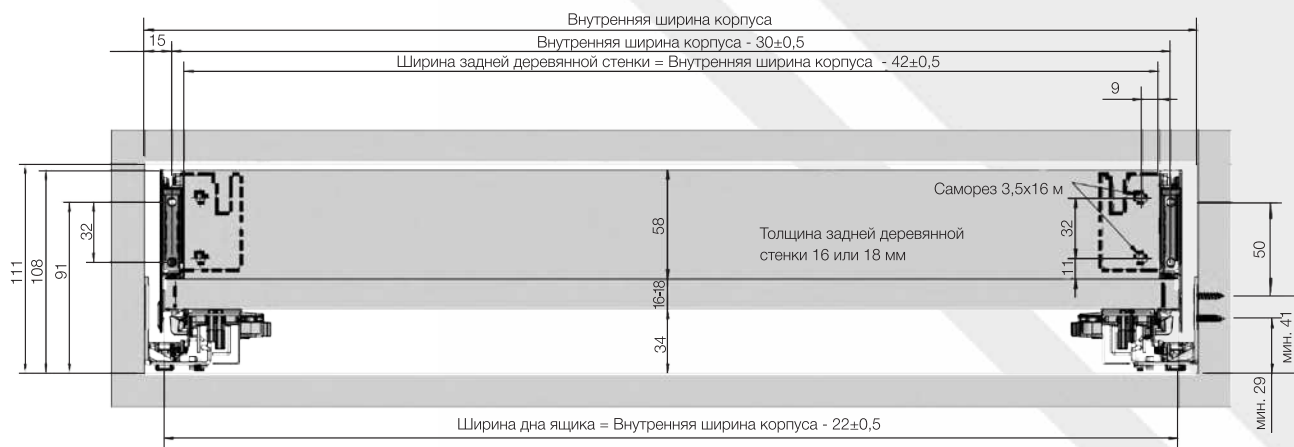 Внутренняя ширина корпуса
15
Внутренняя ширина корпуса - 30±0,5
Ширина задней деревянной стенки = Внутренняя ширина корпуса - 42±0,5
9
Саморез 3,5х16 м
Толщина задней деревянной
стенки 16 или 18 мм
111
108
91
32
58
16-18
34
32
11
50
мин. 41
мин. 29
Ширина дна ящика = Внутренняя ширина корпуса - 22±0,5